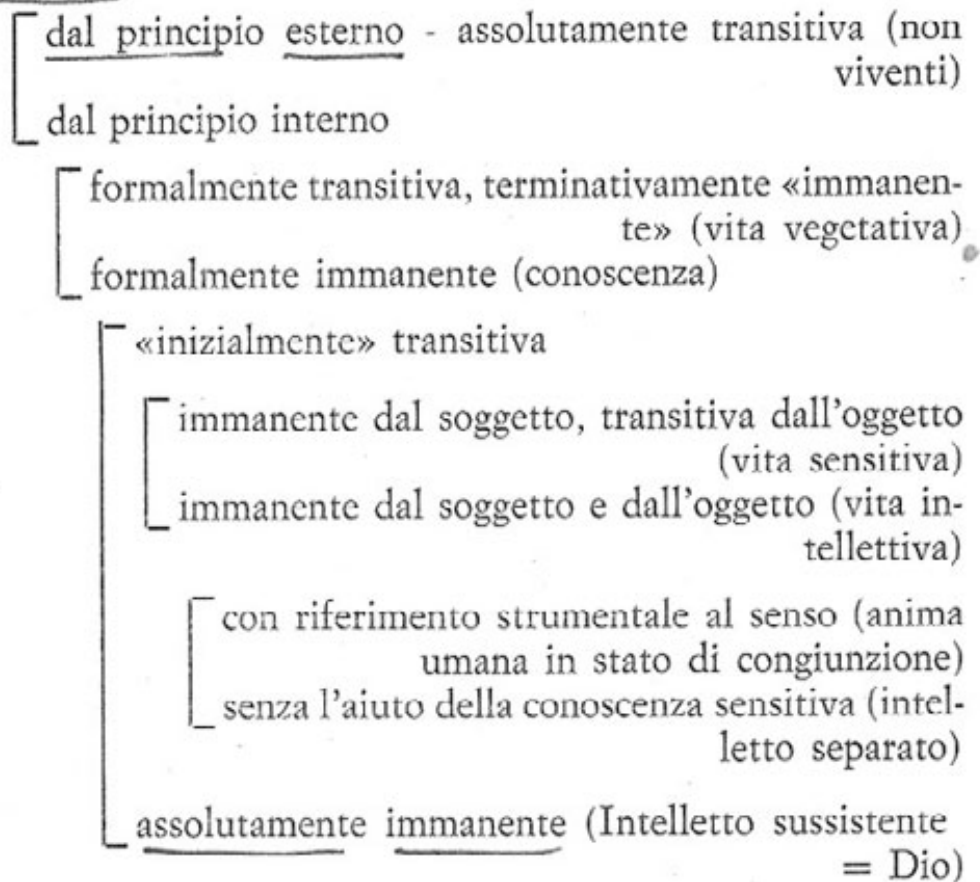 dal principio esterno - assolutamente transitiva (non
viventi)
dal principio interno
formalmente transitiva, terminativamente «immanen-
te» (vita vegetativa)
formalmente immanente (conoscenza)
«inizialmente» transitiva
immanente dal soggetto, transitiva dall'oggetto
(vita sensitiva)
immanente dal soggetto e dall'oggetto (vita in-
tellettiva)
con riferimento strumentale al senso (anima
umana in stato di congiunzione)
senza l'aiuto della conoscenza sensitiva (intel-
letto separato)
assolutamente immanente (Intelletto sussistente
= Dio)